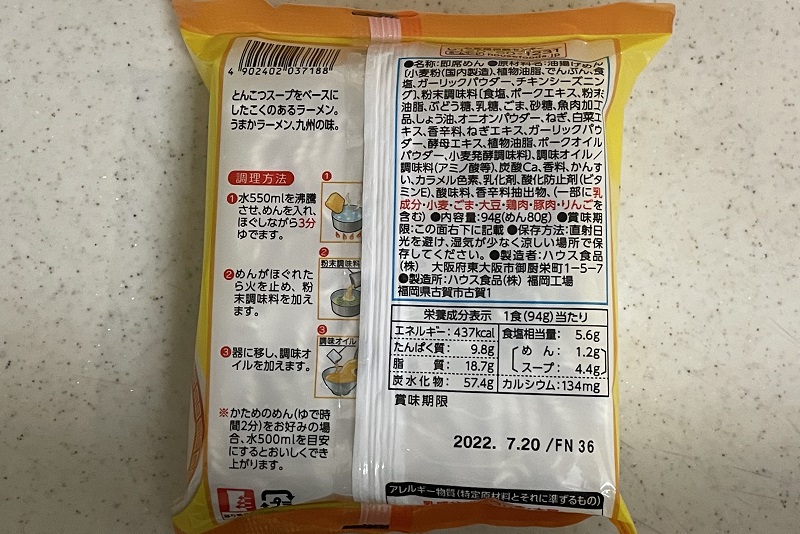 4 902402 037188
とんこつスープをベースに
したこくのあるラーメン。
うまかラーメン、九州の味。
調理方法
1 水550mlを沸騰
させ、めんを入れ、
ほぐしながら3分
ゆでます。
1
2 めんがほぐれた
ら火を止め、粉
末調味料を加え
ます。
2
粉末調味料
3 器に移し、調味オ
イルを加えます。
3
調味オイル
※かためのめん(ゆで時
間2分)をお好みの場
合、水500mlを目安
にするとおいしくでき
上がります。
●名称:即席めん ●原材料名:油揚げめん
(小麦粉(国内製造)、植物油脂、でんぷん、食
塩、ガーリックパウダー、チキンシーズニン
グ)、粉末調味料(食塩、ポークエキス、粉末
油脂、ぶどう糖、乳糖、ごま、砂糖、魚肉加工
品、しょう油、オニオンパウダー、ねぎ、白菜エ
キス、香辛料、ねぎエキス、ガーリックパウ
ダー、酵母エキス、植物油脂、ポークオイル
パウダー、小麦発酵調味料)、調味オイル/
調味料(アミノ酸等)、炭酸Ca、香料、かんす
い、カラメル色素、乳化剤、酸化防止剤(ビタ
ミンE)、酸味料、香辛料抽出物、(一部に乳
成分・小麦・ごま・大豆・鶏肉・豚肉・りんごを
含む) ●内容量:94g(めん80g) ●賞味期
限:この面右下に記載 ●保存方法:直射日
光を避け、湿気が少なく涼しい場所で保
存してください。●製造者:ハウス食品
(株) 大阪府東大阪市御厨栄町1-5-7
●製造所:ハウス食品(株) 福岡工場
福岡県古賀市古賀1
栄養成分表示 1食(94g)当たり
エネルギー:437kcal 食塩相当量: 5.6g
たんぱく質: 9.8g (めん: 1.2g)
脂質: 18.7g (スープ: 4.4g)
炭水化物: 57.4g カルシウム:134mg
賞味期限
2022. 7.20 /FN 36
アレルギー物質(特定原材料とそれに準ずるもの)